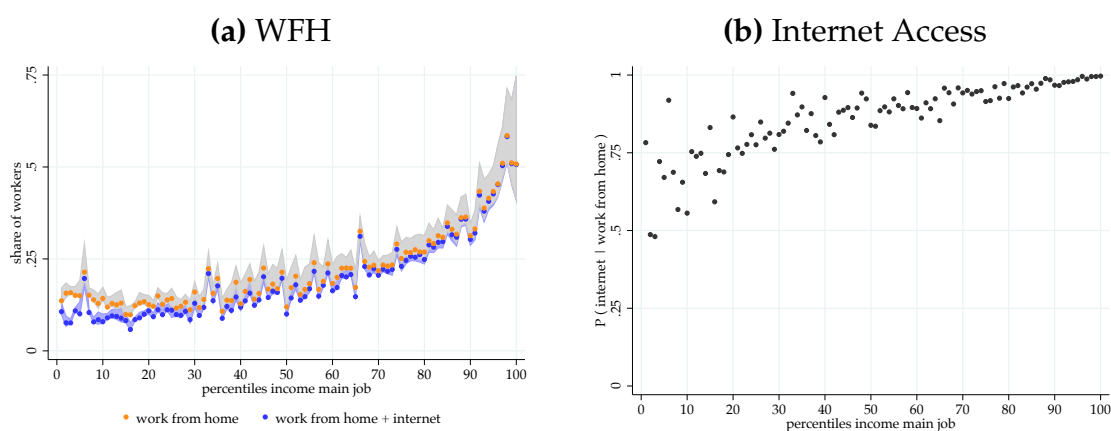 (a) WFH
share of workers
.75
.5
.25
0
0 10 20 30 40 50 60 70 80 90 100
percentiles income main job
work from home work from home + internet
(b) Internet Access
P ( internet | work from home )
1
.75
.5
.25
0
0 10 20 30 40 50 60 70 80 90 100
percentiles income main job